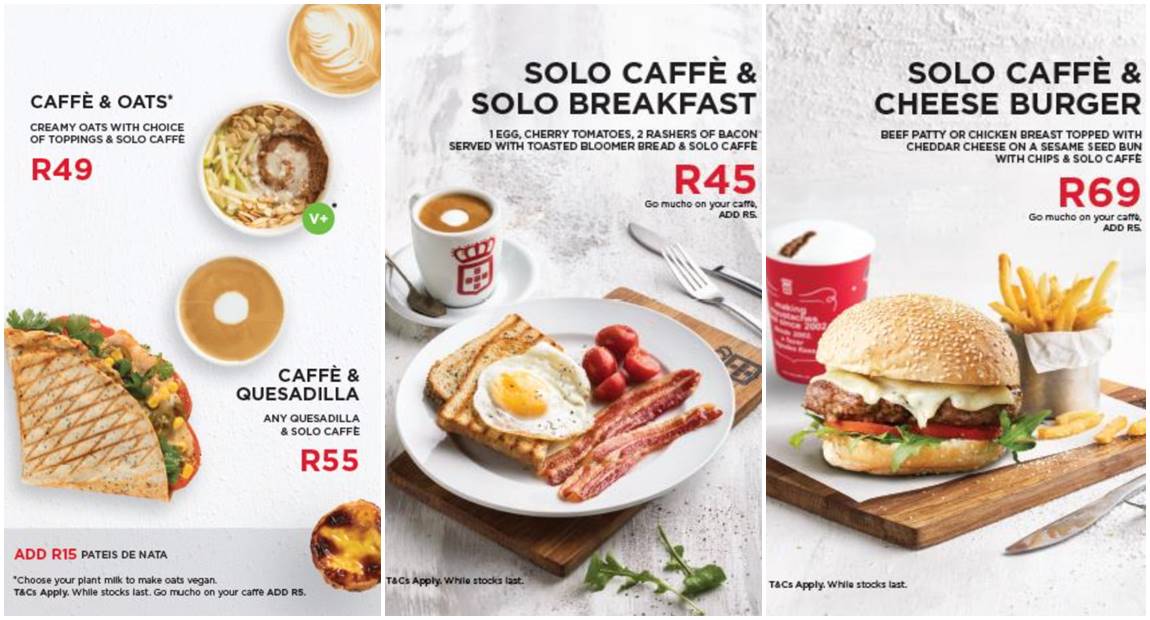 CAFFÈ & OATS*
CREAMY OATS WITH CHOICE
OF TOPPINGS & SOLO CAFFÈ
R49
V+
*
CAFFÈ &
QUESADILLA
ANY QUESADILLA
& SOLO CAFFÈ
R55
ADD R15 PATEIS DE NATA
*Choose your plant milk to make oats vegan.
T&Cs Apply. While stocks last. Go mucho on your caffè ADD R5.
SOLO CAFFÈ &
SOLO BREAKFAST
1 EGG, CHERRY TOMATOES, 2 RASHERS OF BACON
SERVED WITH TOASTED BLOOMER BREAD & SOLO CAFFÈ
R45
Go mucho on your caffè,
ADD R5.
T&Cs Apply. While stocks last.
SOLO CAFFÈ &
CHEESE BURGER
BEEF PATTY OR CHICKEN BREAST TOPPED WITH
CHEDDAR CHEESE ON A SESAME SEED BUN
WITH CHIPS & SOLO CAFFÈ
R69
Go mucho on your caffè,
ADD R5.
making
moustaches
since 2002
T&Cs Apply. While stocks last.